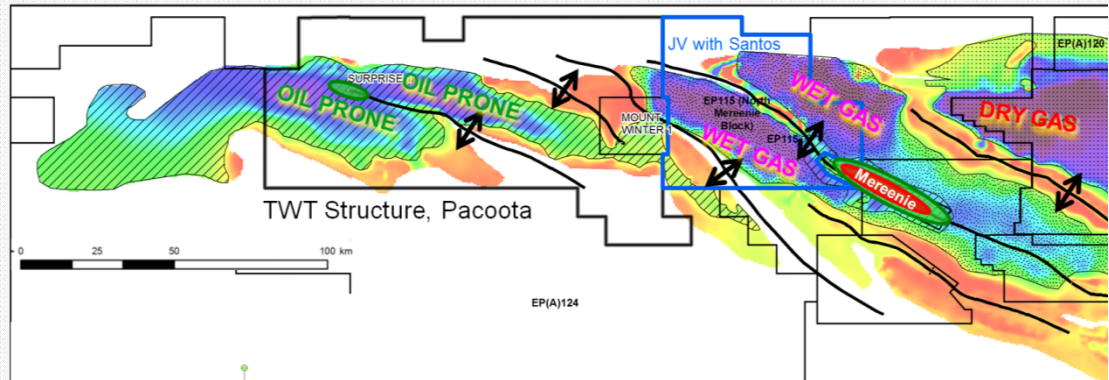 JV with Santos
EP(A)120
SURPRISE
OIL PRONE
OIL PRONE
WET GAS
DRY GAS
EP115 (North
Mereenie
Block)
MOUNT
WINTER 1
EP115
WET GAS
Mereenie
TWT Structure, Pacoota
0 25 50 100 km
EP(A)124